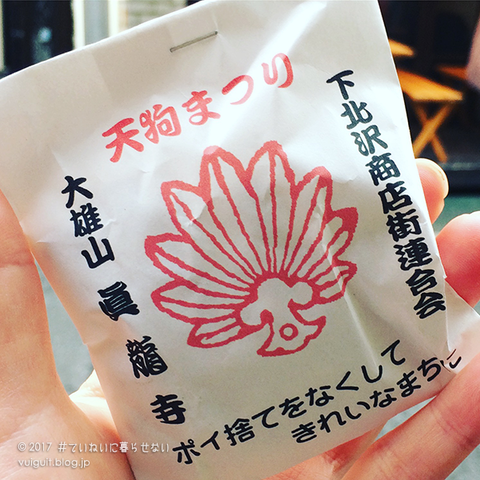 天狗まつり
下北沢商店街連合会
大雄山 眞龍寺
ポイ捨てをなくして
きれいなまちに
© 2017 #ていねいに暮らせない
vuiguit.blog.jp